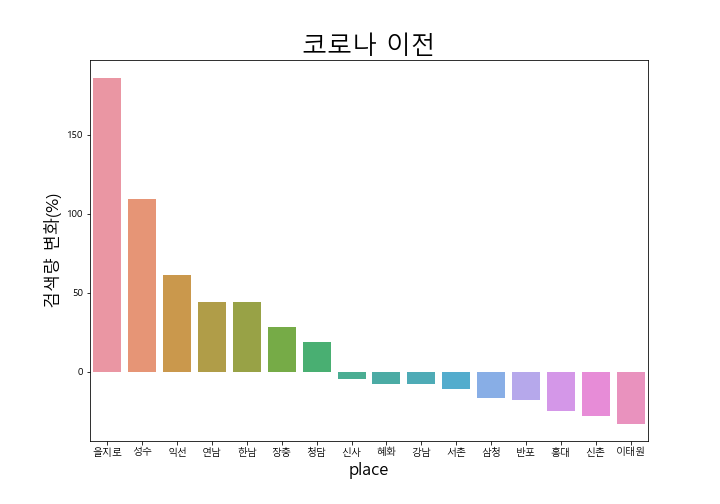 코로나 이전
검색량 변화(%)
150
100
50
0
을지로 성수 익선 연남 한남 장충 청담 신사 혜화 강남 서촌 삼청 반포 홍대 신촌 이태원
place